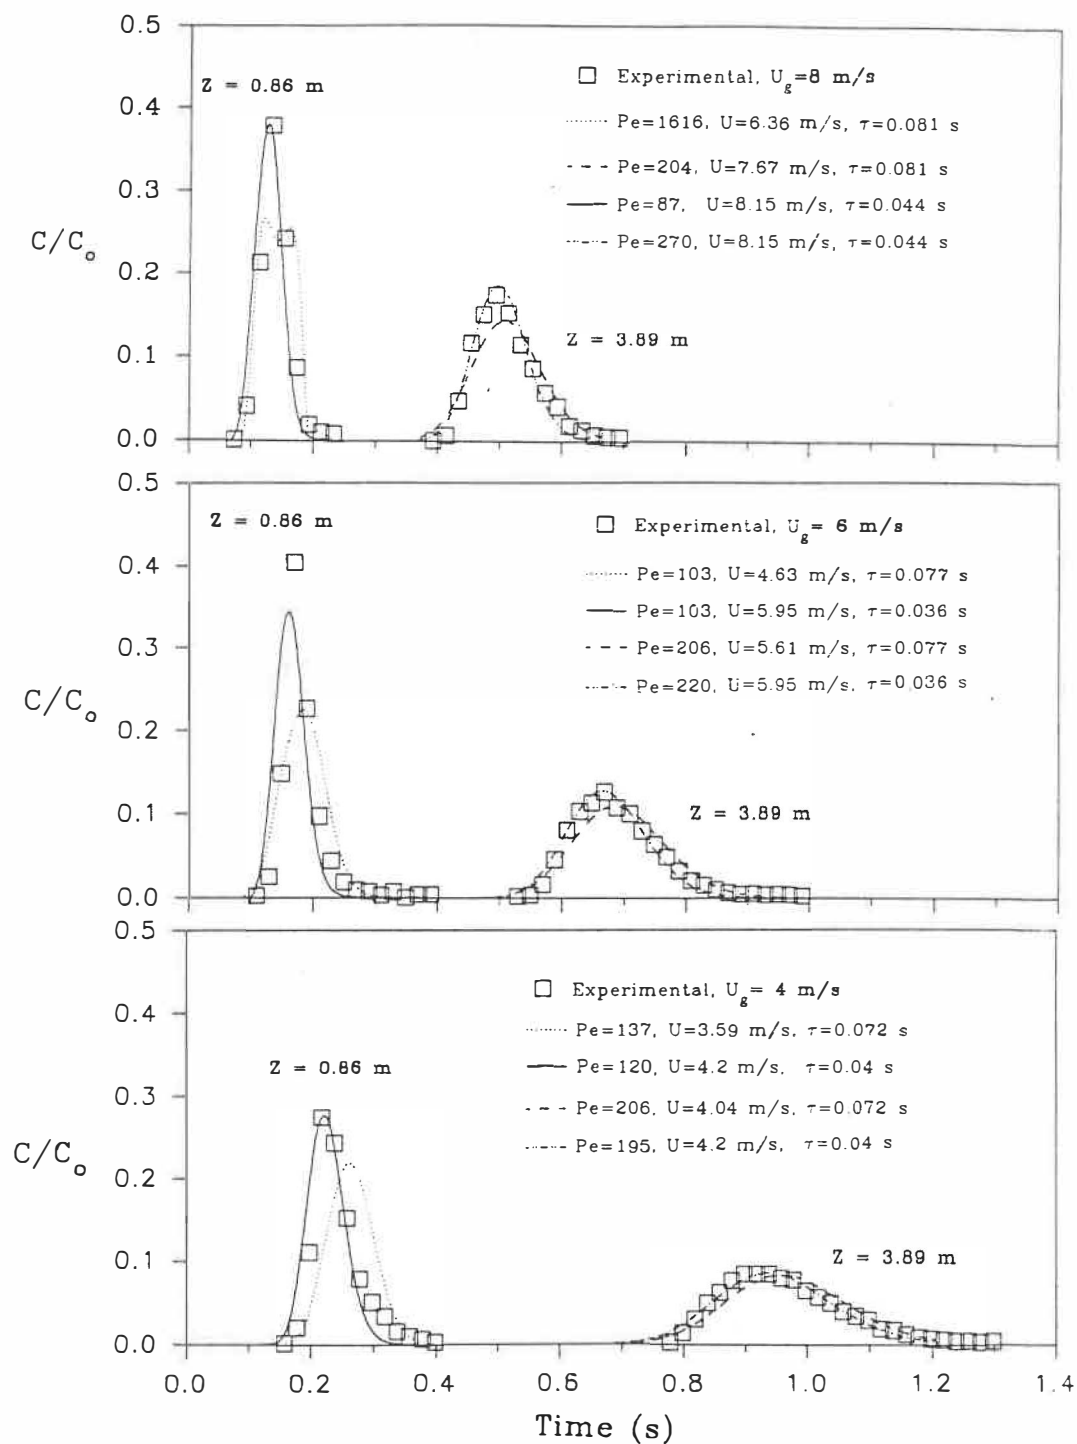 0.5
Z = 0.86 m
□ Experimental, U_g=8 m/s
0.4
Pe=1616, U=6.36 m/s, τ=0.081 s
Pe=204, U=7.67 m/s, τ=0.081 s
0.3
Pe=87, U=8.15 m/s, τ=0.044 s
C/C_o
Pe=270, U=8.15 m/s, τ=0.044 s
0.2
Z = 3.89 m
0.1
0.0
0.5
Z = 0.86 m
□ Experimental, U_g= 6 m/s
0.4
Pe=103, U=4.63 m/s, τ=0.077 s
Pe=103, U=5.95 m/s, τ=0.036 s
0.3
Pe=206, U=5.61 m/s, τ=0.077 s
Pe=220, U=5.95 m/s, τ=0.036 s
C/C_o
0.2
0.1
Z = 3.89 m
0.0
0.5
□ Experimental, U_g= 4 m/s
0.4
Pe=137, U=3.59 m/s, τ=0.072 s
Z = 0.86 m
Pe=120, U=4.2 m/s, τ=0.04 s
0.3
Pe=206, U=4.04 m/s, τ=0.072 s
Pe=195, U=4.2 m/s, τ=0.04 s
C/C_o
0.2
0.1
Z = 3.89 m
0.0
0.0 0.2 0.4 0.6 0.8 1.0 1.2 1.4
Time (s)